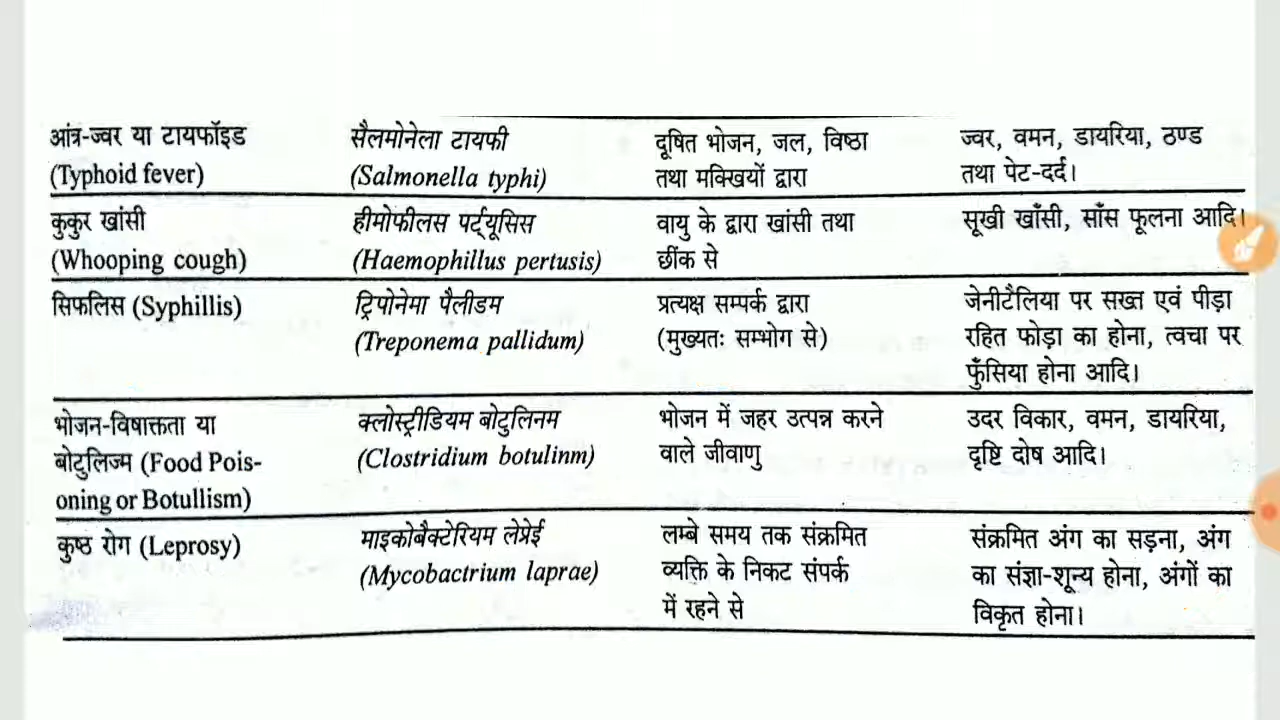 आंत्र-ज्वर या टायफॉइड
(Typhoid fever)
सैलमोनेला टायफी
(Salmonella typhi)
दूषित भोजन, जल, विष्ठा
तथा मक्खियों द्वारा
ज्वर, वमन, डायरिया, ठण्ड
तथा पेट-दर्द।
कुकुर खांसी
(Whooping cough)
हीमोफीलस पर्ट्यूसिस
(Haemophillus pertusis)
वायु के द्वारा खांसी तथा
छींक से
सूखी खाँसी, साँस फूलना आदि।
सिफलिस (Syphillis)
ट्रिपोनेमा पैलीडम
(Treponema pallidum)
प्रत्यक्ष सम्पर्क द्वारा
(मुख्यतः सम्भोग से)
जेनीटैलिया पर सख्त एवं पीड़ा
रहित फोड़ा का होना, त्वचा पर
फुँसिया होना आदि।
भोजन-विषाक्तता या
बोटुलिज्म (Food Pois-
oning or Botullism)
क्लोस्ट्रीडियम बोटुलिनम
(Clostridium botulinm)
भोजन में जहर उत्पन्न करने
वाले जीवाणु
उदर विकार, वमन, डायरिया,
दृष्टि दोष आदि।
कुष्ठ रोग (Leprosy)
माइकोबैक्टेरियम लेप्रेई
(Mycobactrium laprae)
लम्बे समय तक संक्रमित
व्यक्ति के निकट संपर्क
में रहने से
संक्रमित अंग का सड़ना, अंग
का संज्ञा-शून्य होना, अंगों का
विकृत होना।